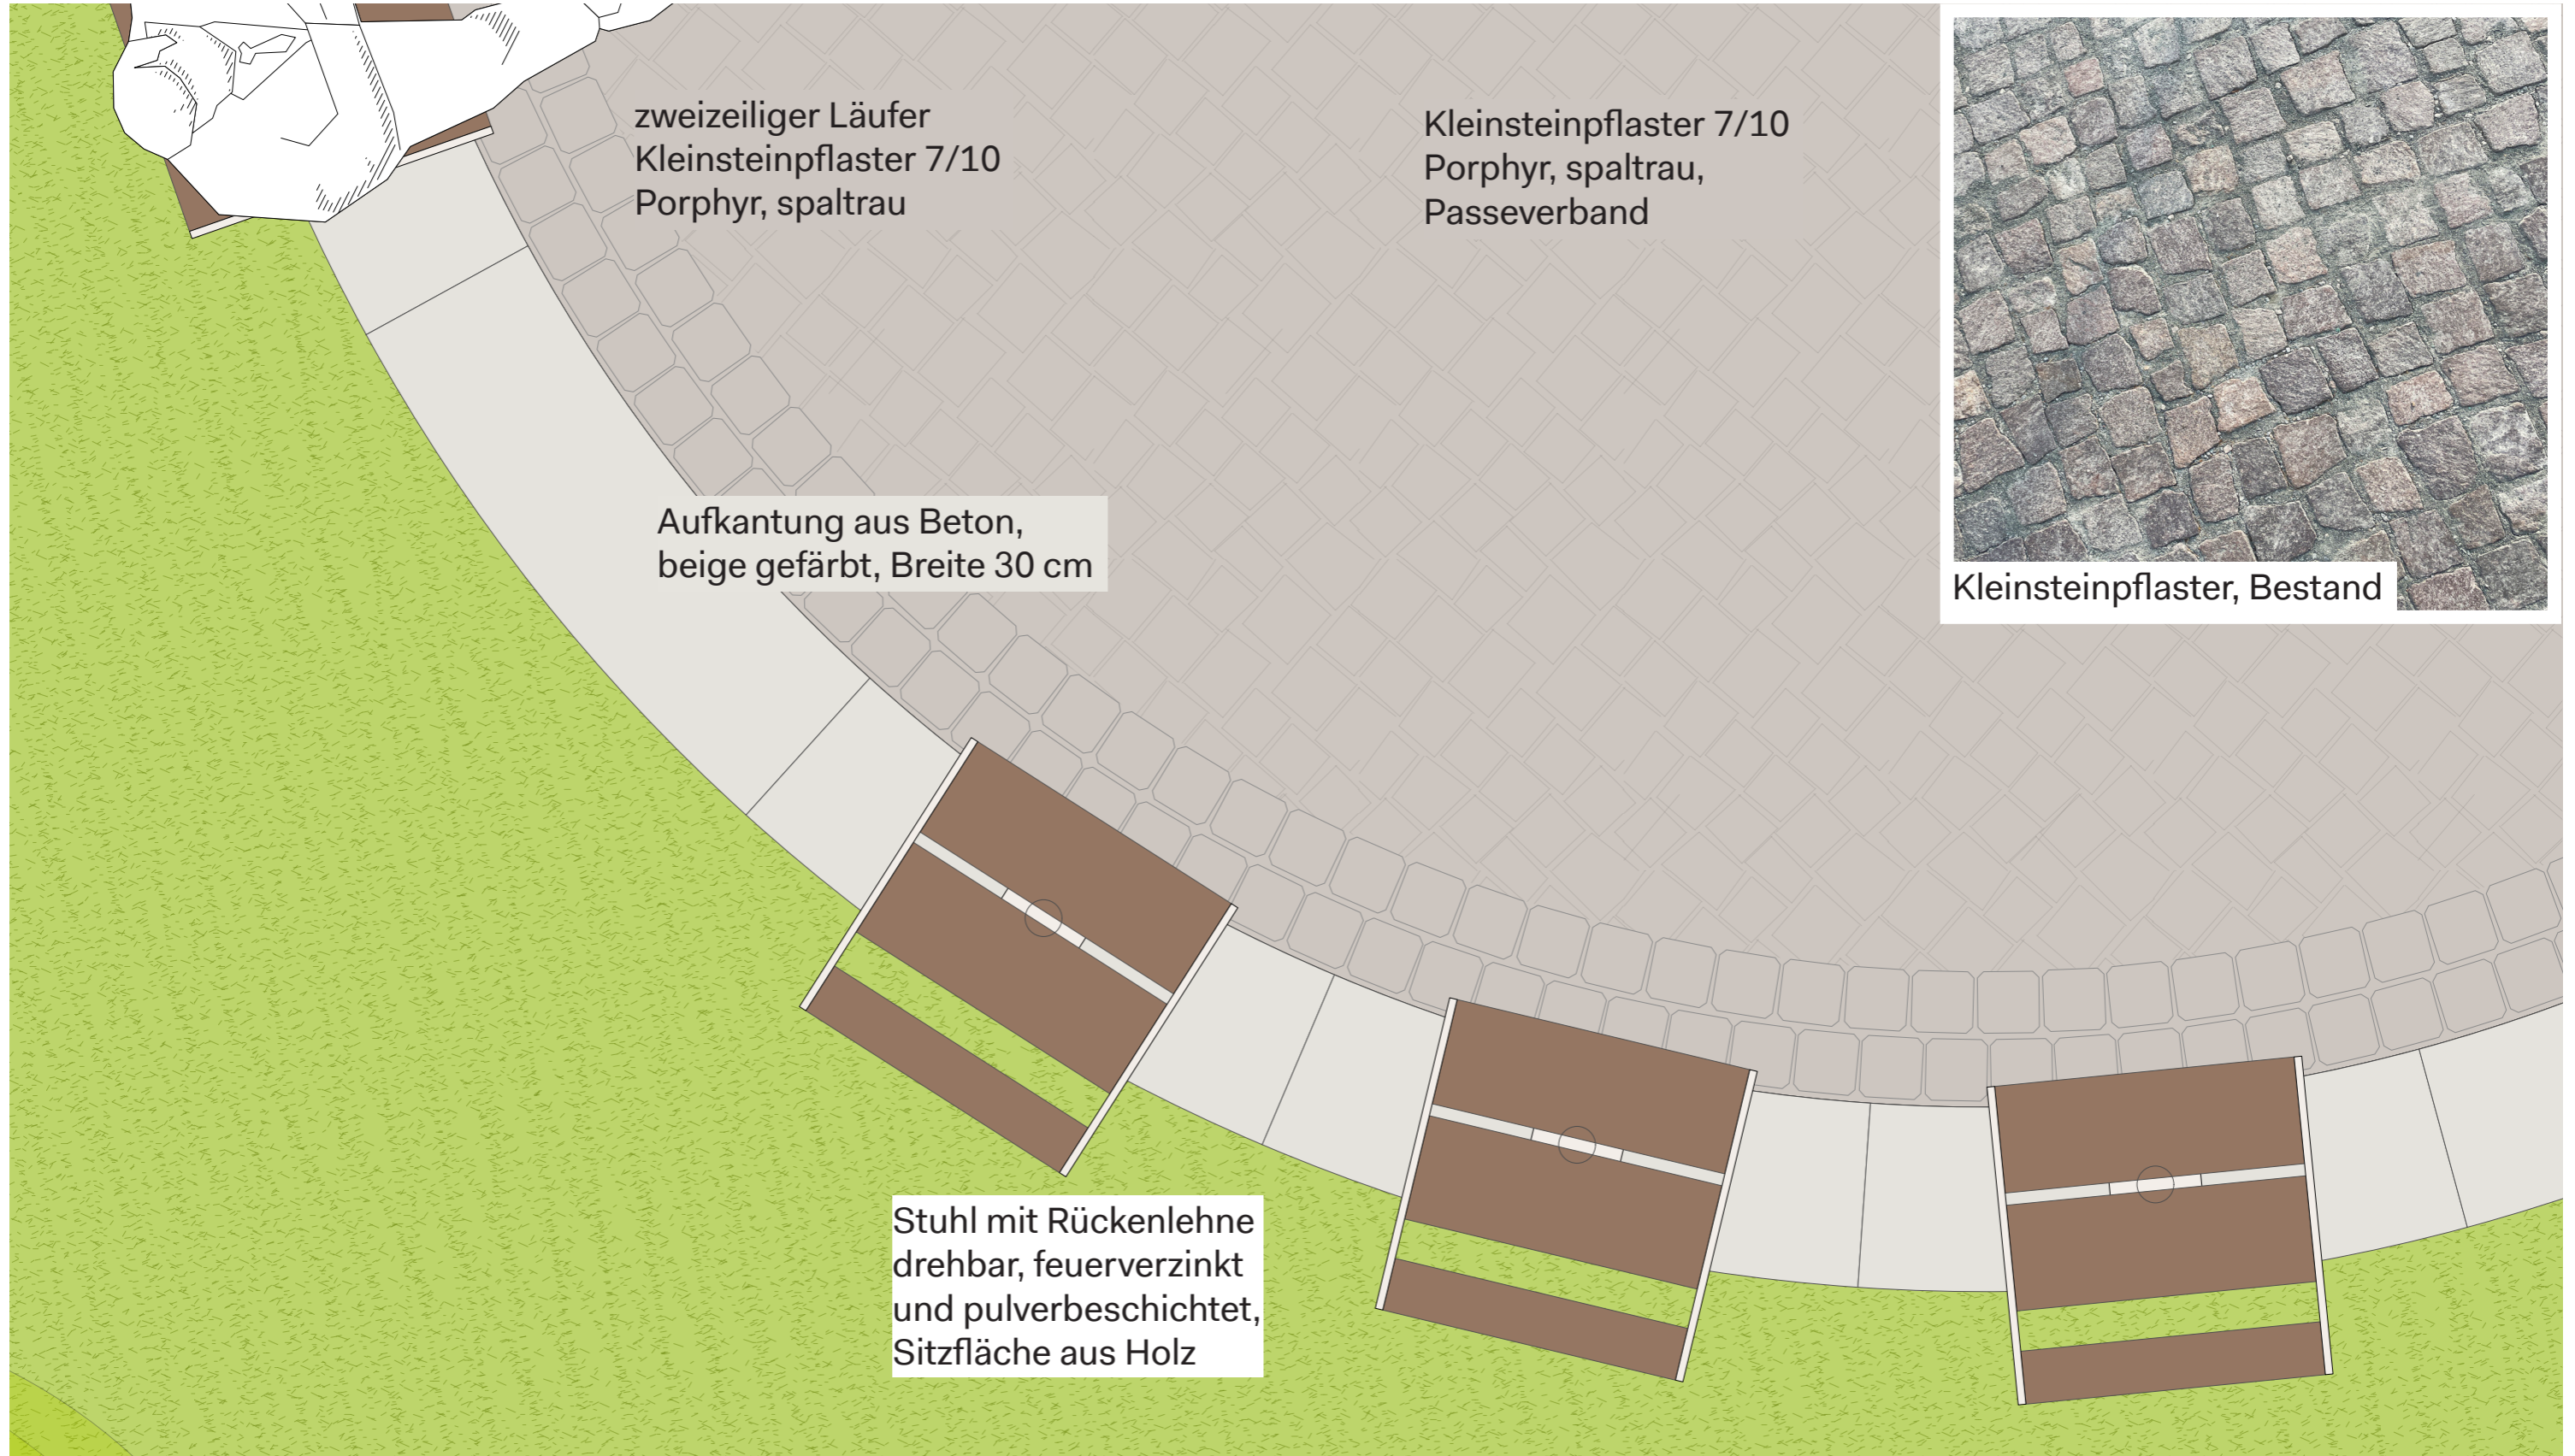 zweizeiliger Läufer
Kleinsteinpflaster 7/10
Porphyr, spaltrau
Kleinsteinpflaster 7/10
Porphyr, spaltrau,
Passeverband
Kleinsteinpflaster, Bestand
Aufkantung aus Beton,
beige gefärbt, Breite 30 cm
Stuhl mit Rückenlehne
drehbar, feuerverzinkt
und pulverbeschichtet,
Sitzfläche aus Holz